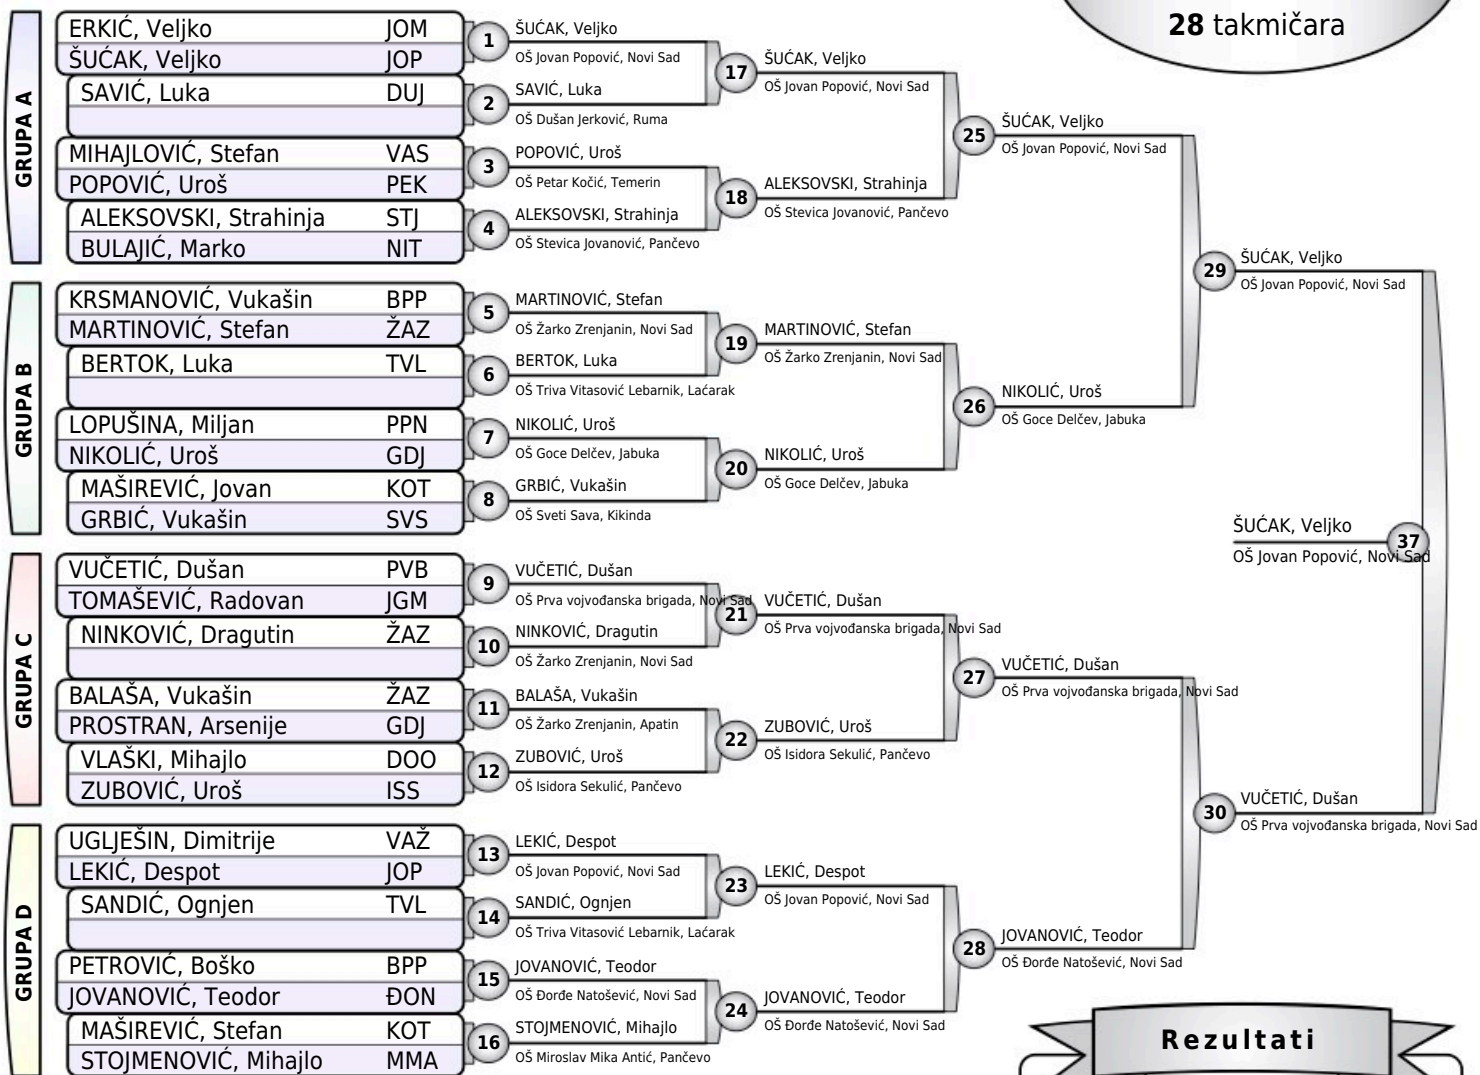 28 takmičara
GRUPA A
ERKIĆ, Veljko JOM
ŠUĆAK, Veljko JOP
SAVIĆ, Luka DUJ
MIHAJLOVIĆ, Stefan VAS
POPOVIĆ, Uroš PEK
ALEKSOVSKI, Strahinja STJ
BULAJIĆ, Marko NIT
GRUPA B
KRSMANOVIĆ, Vukašin BPP
MARTINOVIĆ, Stefan ŽAZ
BERTOK, Luka TVL
LOPUŠINA, Miljan PPN
NIKOLIĆ, Uroš GDJ
MAŠIREVIĆ, Jovan KOT
GRBIĆ, Vukašin SVS
GRUPA C
VUČETIĆ, Dušan PVB
TOMAŠEVIĆ, Radovan JGM
NINKOVIĆ, Dragutin ŽAZ
BALAŠA, Vukašin ŽAZ
PROSTRAN, Arsenije GDJ
VLAŠKI, Mihajlo DOO
ZUBOVIĆ, Uroš ISS
GRUPA D
UGLJEŠIN, Dimitrije VAŽ
LEKIĆ, Despot JOP
SANDIĆ, Ognjen TVL
PETROVIĆ, Boško BPP
JOVANOVIĆ, Teodor ĐON
MAŠIREVIĆ, Stefan KOT
STOJMENOVIĆ, Mihajlo MMA
1 ŠUĆAK, Veljko
OŠ Jovan Popović, Novi Sad
2 SAVIĆ, Luka
OŠ Dušan Jerković, Ruma
3 POPOVIĆ, Uroš
OŠ Petar Kočić, Temerin
4 ALEKSOVSKI, Strahinja
OŠ Stevica Jovanović, Pančevo
5 MARTINOVIĆ, Stefan
OŠ Žarko Zrenjanin, Novi Sad
6 BERTOK, Luka
OŠ Triva Vitasović Lebarnik, Laćarak
7 NIKOLIĆ, Uroš
OŠ Goce Delčev, Jabuka
8 GRBIĆ, Vukašin
OŠ Sveti Sava, Kikinda
9 VUČETIĆ, Dušan
OŠ Prva vojvođanska brigada, Novi Sad
10 NINKOVIĆ, Dragutin
OŠ Žarko Zrenjanin, Novi Sad
11 BALAŠA, Vukašin
OŠ Žarko Zrenjanin, Apatin
12 ZUBOVIĆ, Uroš
OŠ Isidora Sekulić, Pančevo
13 LEKIĆ, Despot
OŠ Jovan Popović, Novi Sad
14 SANDIĆ, Ognjen
OŠ Triva Vitasović Lebarnik, Laćarak
15 JOVANOVIĆ, Teodor
OŠ Đorđe Natošević, Novi Sad
16 STOJMENOVIĆ, Mihajlo
OŠ Miroslav Mika Antić, Pančevo
17 ŠUĆAK, Veljko
OŠ Jovan Popović, Novi Sad
18 ALEKSOVSKI, Strahinja
OŠ Stevica Jovanović, Pančevo
19 MARTINOVIĆ, Stefan
OŠ Žarko Zrenjanin, Novi Sad
20 NIKOLIĆ, Uroš
OŠ Goce Delčev, Jabuka
21 VUČETIĆ, Dušan
OŠ Prva vojvođanska brigada, Novi Sad
22 ZUBOVIĆ, Uroš
OŠ Isidora Sekulić, Pančevo
23 LEKIĆ, Despot
OŠ Jovan Popović, Novi Sad
24 JOVANOVIĆ, Teodor
OŠ Đorđe Natošević, Novi Sad
25 ŠUĆAK, Veljko
OŠ Jovan Popović, Novi Sad
26 NIKOLIĆ, Uroš
OŠ Goce Delčev, Jabuka
27 VUČETIĆ, Dušan
OŠ Prva vojvođanska brigada, Novi Sad
28 JOVANOVIĆ, Teodor
OŠ Đorđe Natošević, Novi Sad
29 ŠUĆAK, Veljko
OŠ Jovan Popović, Novi Sad
30 VUČETIĆ, Dušan
OŠ Prva vojvođanska brigada, Novi Sad
ŠUĆAK, Veljko 37
OŠ Jovan Popović, Novi Sad
Rezultati